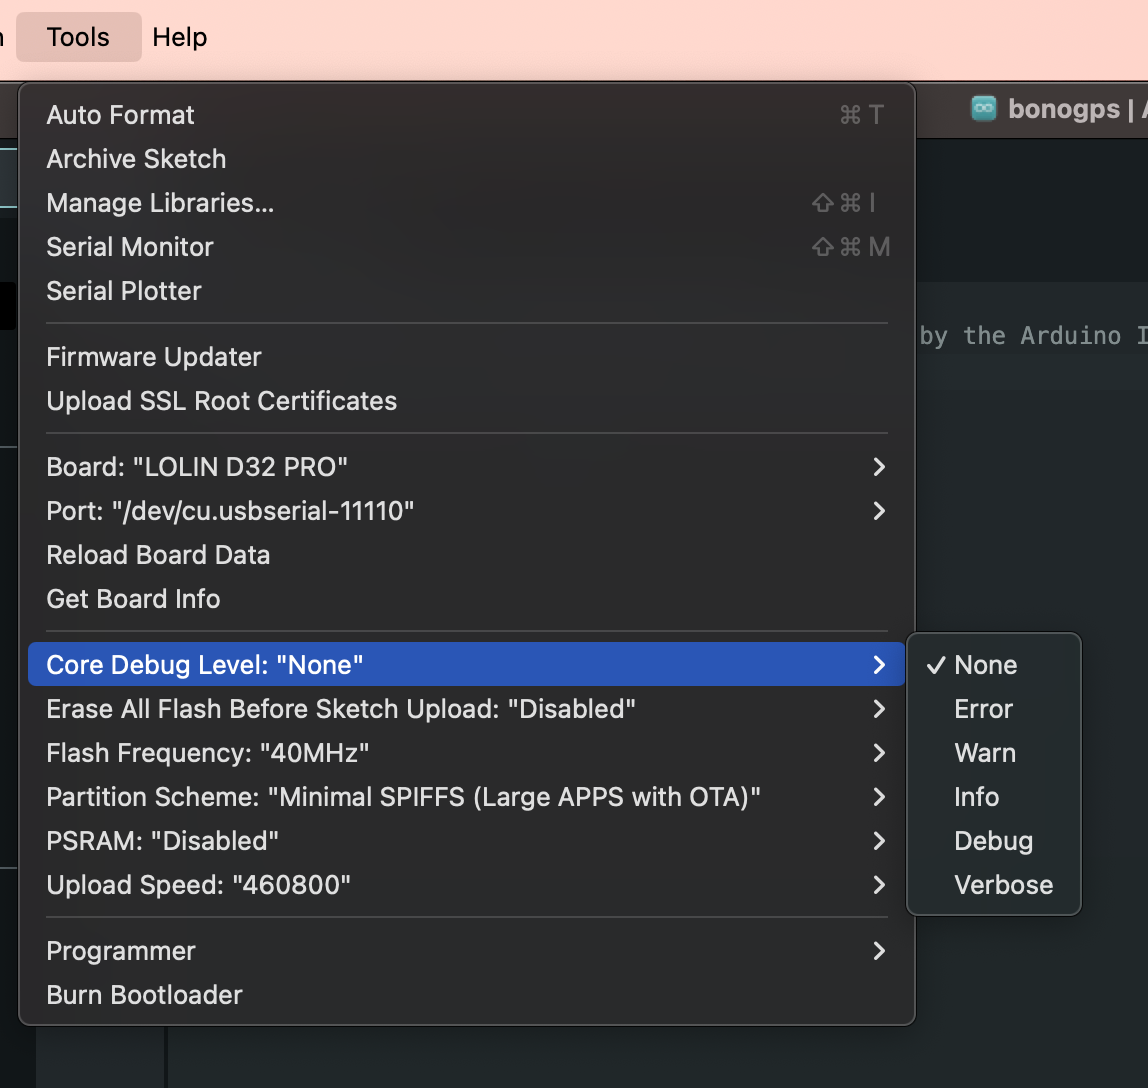 Tools Help
bonogps |
Auto Format ⌘ T
Archive Sketch
Manage Libraries... ⇧ ⌘ I
Serial Monitor ⇧ ⌘ M
Serial Plotter
by the Arduino
Firmware Updater
Upload SSL Root Certificates
Board: "LOLIN D32 PRO"
Port: "/dev/cu.usbserial-11110"
Reload Board Data
Get Board Info
Core Debug Level: "None"
Erase All Flash Before Sketch Upload: "Disabled"
Flash Frequency: "40MHz"
Partition Scheme: "Minimal SPIFFS (Large APPS with OTA)"
PSRAM: "Disabled"
Upload Speed: "460800"
✓ None
Error
Warn
Info
Debug
Verbose
Programmer
Burn Bootloader